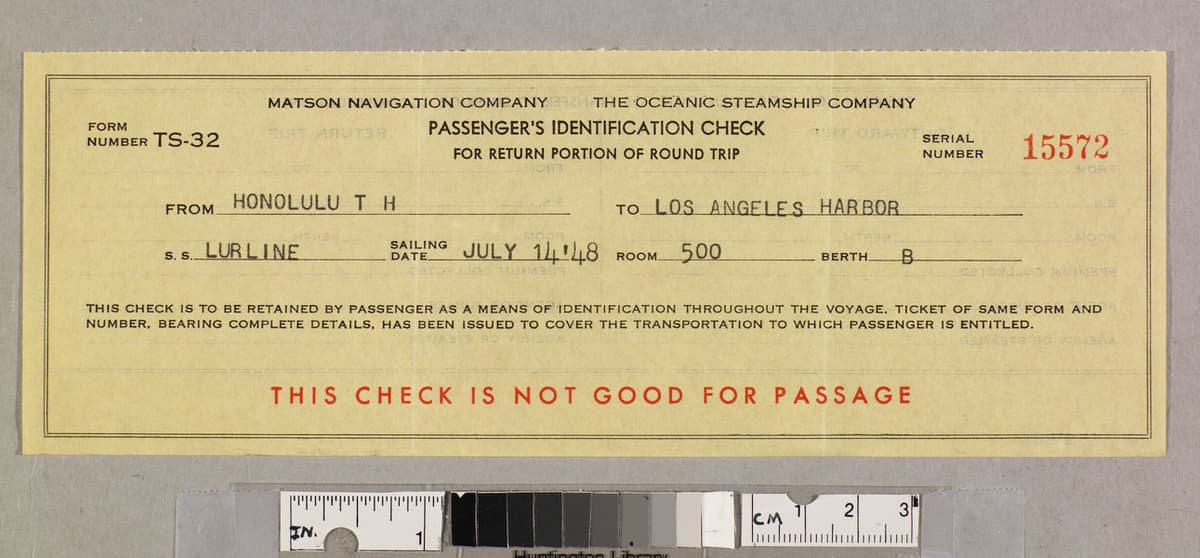 MATSON NAVIGATION COMPANY THE OCEANIC STEAMSHIP COMPANY
FORM NUMBER TS-32
PASSENGER'S IDENTIFICATION CHECK
FOR RETURN PORTION OF ROUND TRIP
SERIAL NUMBER 15572
FROM HONOLULU T H TO LOS ANGELES HARBOR
S. S. LURLINE SAILING DATE JULY 14'48 ROOM 500 BERTH B
THIS CHECK IS TO BE RETAINED BY PASSENGER AS A MEANS OF IDENTIFICATION THROUGHOUT THE VOYAGE. TICKET OF SAME FORM AND
NUMBER, BEARING COMPLETE DETAILS, HAS BEEN ISSUED TO COVER THE TRANSPORTATION TO WHICH PASSENGER IS ENTITLED.
THIS CHECK IS NOT GOOD FOR PASSAGE
IN. 1 CM 1 2 3
Huntington Library